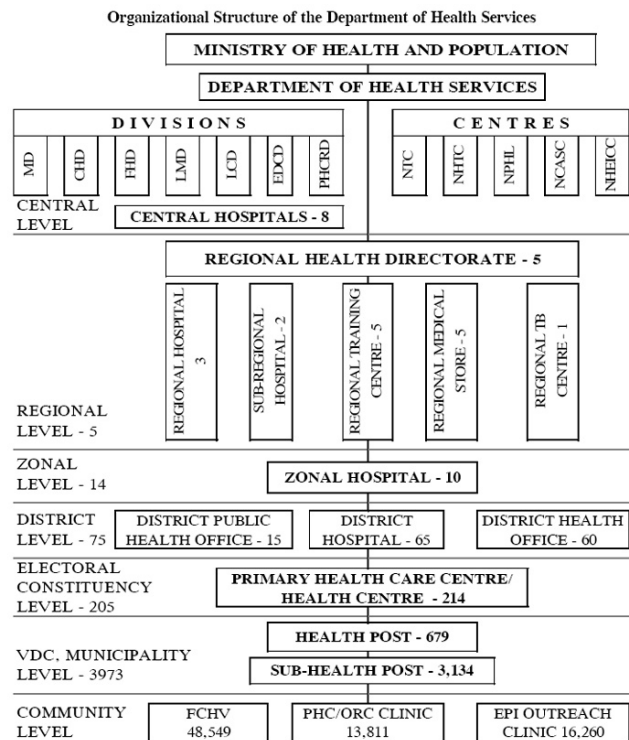 Organizational Structure of the Department of Health Services
MINISTRY OF HEALTH AND POPULATION
DEPARTMENT OF HEALTH SERVICES
DIVISIONS
MD
CHD
FHD
LMD
LCD
EDCD
PHCRD
CENTRES
NTC
NHTC
NPHL
NCASC
NHEICC
CENTRAL
LEVEL
CENTRAL HOSPITALS - 8
REGIONAL HEALTH DIRECTORATE - 5
REGIONAL HOSPITAL
3
SUB-REGIONAL
HOSPITAL - 2
REGIONAL TRAINING
CENTRE - 5
REGIONAL MEDICAL
STORE - 5
REGIONAL TB
CENTRE - 1
REGIONAL
LEVEL - 5
ZONAL
LEVEL - 14
ZONAL HOSPITAL - 10
DISTRICT
LEVEL - 75
DISTRICT PUBLIC
HEALTH OFFICE - 15
DISTRICT
HOSPITAL - 65
DISTRICT HEALTH
OFFICE - 60
ELECTORAL
CONSTITUENCY
LEVEL - 205
PRIMARY HEALTH CARE CENTRE/
HEALTH CENTRE - 214
HEALTH POST - 679
VDC, MUNICIPALITY
LEVEL - 3973
SUB-HEALTH POST - 3,134
COMMUNITY
LEVEL
FCHV
48,549
PHC/ORC CLINIC
13,811
EPI OUTREACH
CLINIC 16,260